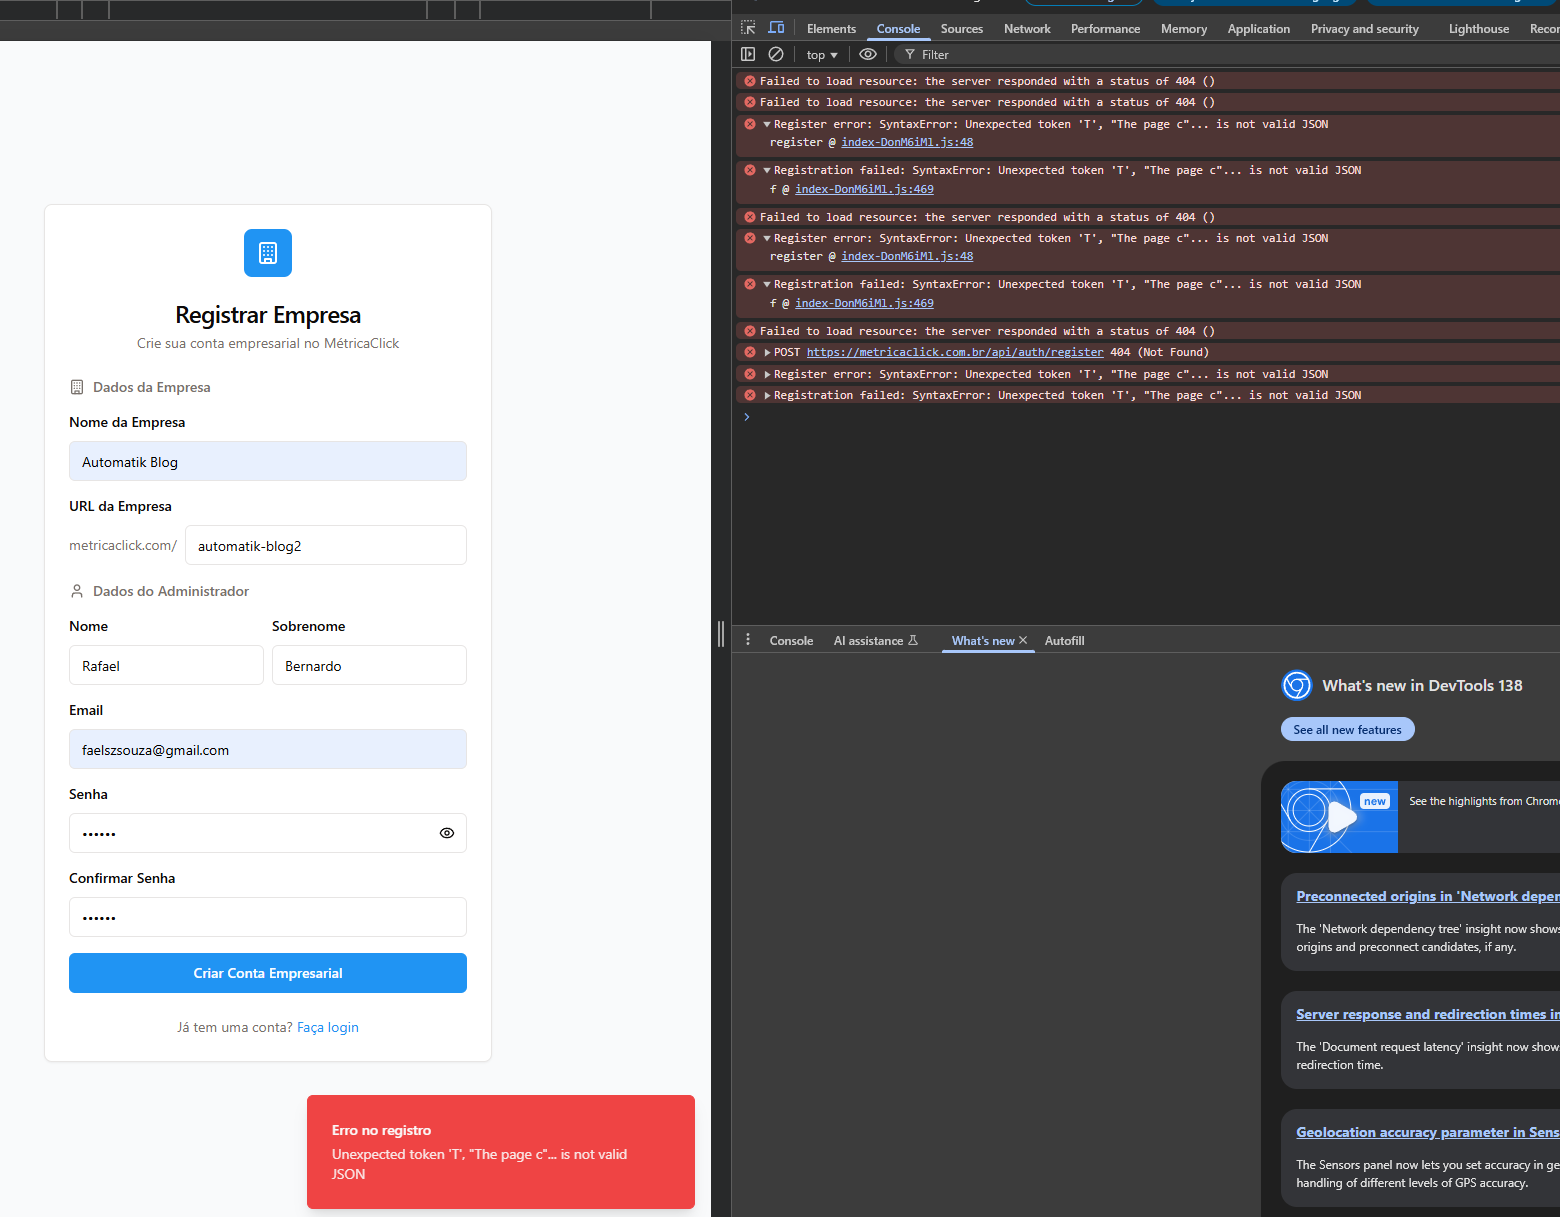 Registrar Empresa
Crie sua conta empresarial no MétricaClick
Dados da Empresa
Nome da Empresa
Automatik Blog
URL da Empresa
metricaclick.com/
automatik-blog2
Dados do Administrador
Nome
Sobrenome
Rafael
Bernardo
Email
faelszsouza@gmail.com
Senha
••••••
Confirmar Senha
••••••
Criar Conta Empresarial
Já tem uma conta? Faça login
Erro no registro
Unexpected token 'T', "The page c"... is not valid
JSON
Elements Console Sources Network Performance Memory Application Privacy and security Lighthouse Recor
top Filter
Failed to load resource: the server responded with a status of 404 ()
Failed to load resource: the server responded with a status of 404 ()
Register error: SyntaxError: Unexpected token 'T', "The page c"... is not valid JSON
register @ index-DonM6iMl.js:48
Registration failed: SyntaxError: Unexpected token 'T', "The page c"... is not valid JSON
f @ index-DonM6iMl.js:469
Failed to load resource: the server responded with a status of 404 ()
Register error: SyntaxError: Unexpected token 'T', "The page c"... is not valid JSON
register @ index-DonM6iMl.js:48
Registration failed: SyntaxError: Unexpected token 'T', "The page c"... is not valid JSON
f @ index-DonM6iMl.js:469
Failed to load resource: the server responded with a status of 404 ()
POST https://metricaclick.com.br/api/auth/register 404 (Not Found)
Register error: SyntaxError: Unexpected token 'T', "The page c"... is not valid JSON
Registration failed: SyntaxError: Unexpected token 'T', "The page c"... is not valid JSON
Console AI assistance What's new Autofill
What's new in DevTools 138
See all new features
new
See the highlights from Chrome
Preconnected origins in 'Network depen
The 'Network dependency tree' insight now shows
origins and preconnect candidates, if any.
Server response and redirection times in
The 'Document request latency' insight now show
redirection time.
Geolocation accuracy parameter in Sens
The Sensors panel now lets you set accuracy in ge
handling of different levels of GPS accuracy.